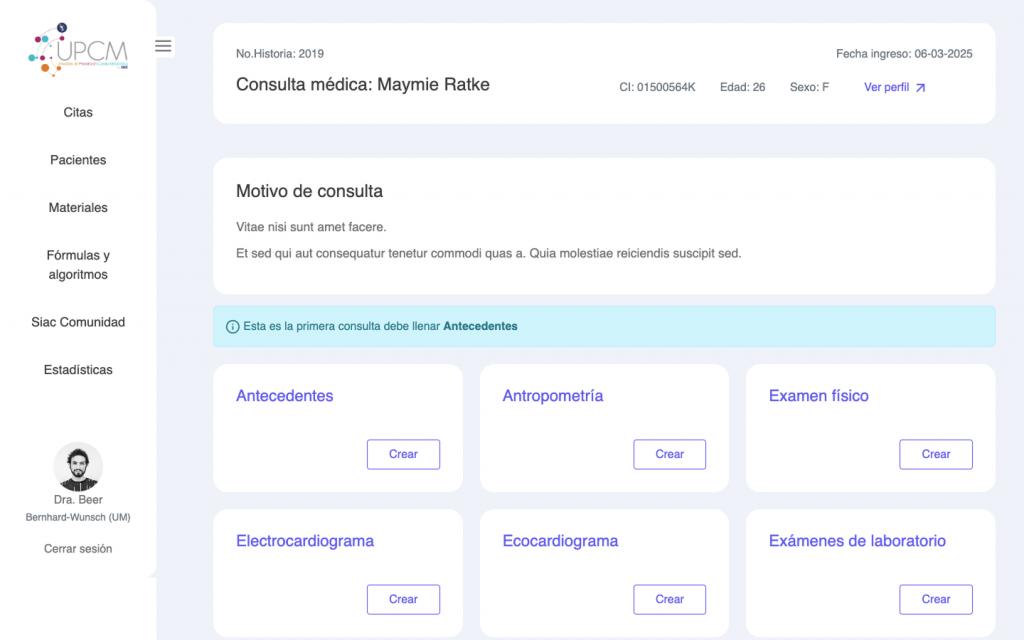 UPCM
Citas
Pacientes
Materiales
Fórmulas y
algoritmos
Siac Comunidad
Estadísticas
Dra. Beer
Bernhard-Wunsch (UM)
Cerrar sesión
No.Historia: 2019
Fecha ingreso: 06-03-2025
Consulta médica: Maymie Ratke
CI: 01500564K
Edad: 26
Sexo: F
Ver perfil
Motivo de consulta
Vitae nisi sunt amet facere.
Et sed qui aut consequatur tenetur commodi quas a. Quia molestiae reiciendis suscipit sed.
Esta es la primera consulta debe llenar Antecedentes
Antecedentes
Crear
Antropometría
Crear
Examen físico
Crear
Electrocardiograma
Crear
Ecocardiograma
Crear
Exámenes de laboratorio
Crear